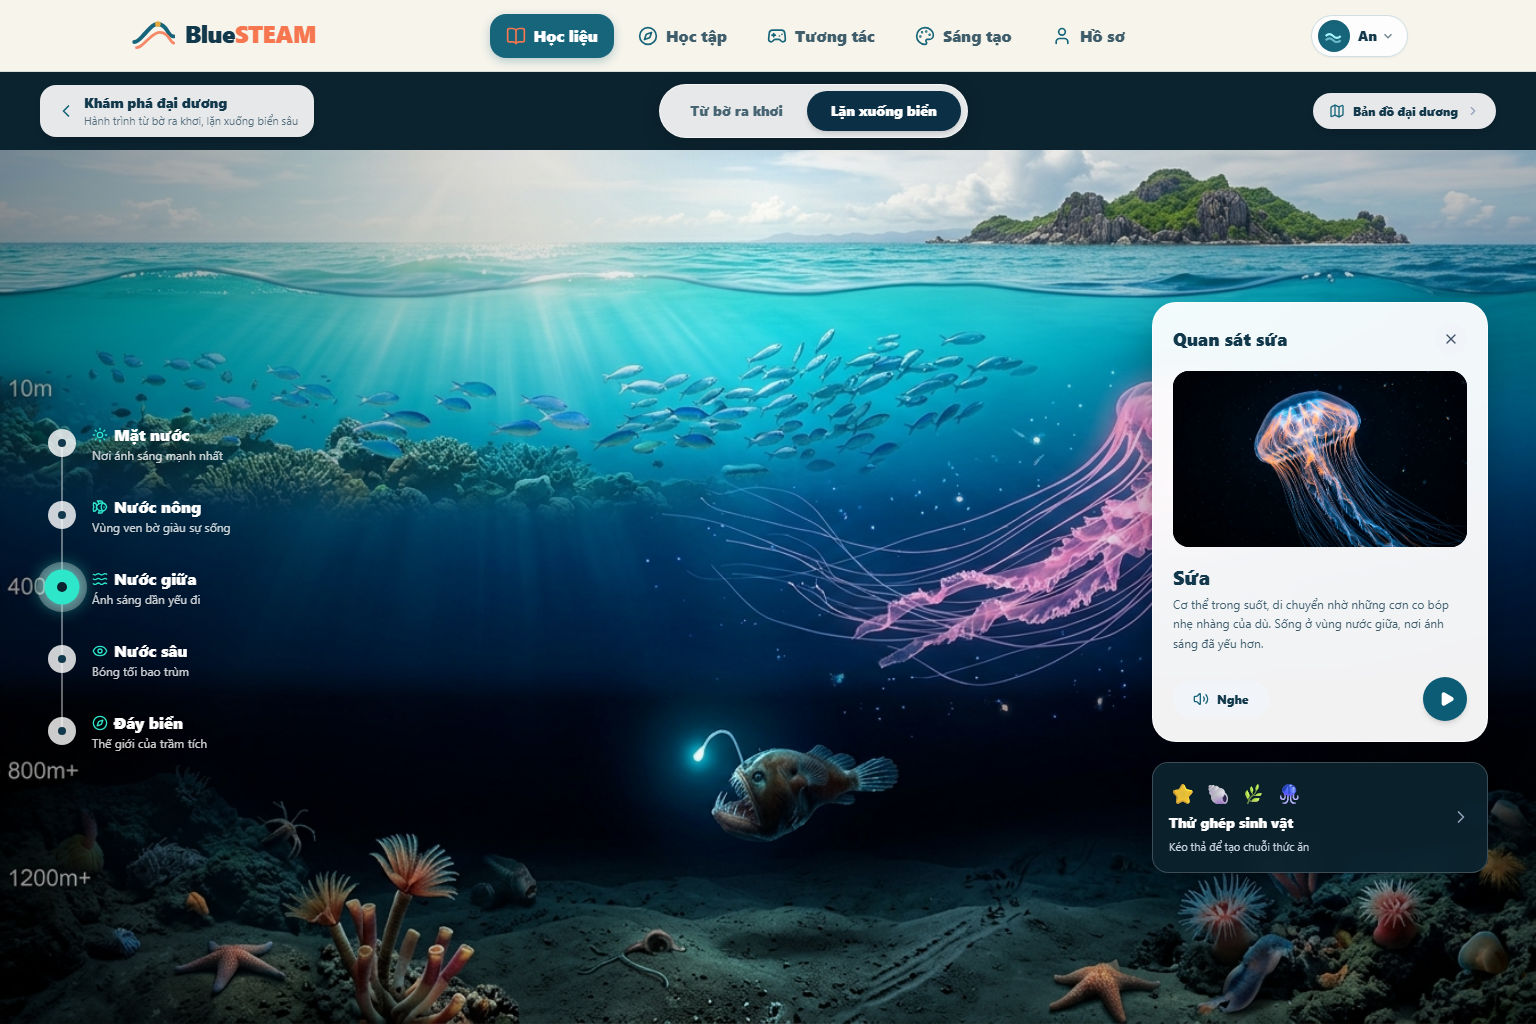 BlueSTEAM
Học liệu
Học tập
Tương tác
Sáng tạo
Hồ sơ
An
Khám phá đại dương
Hành trình từ bờ ra khơi, lặn xuống biển sâu
Từ bờ ra khơi
Lặn xuống biển
Bản đồ đại dương
10m
Mặt nước
Nơi ánh sáng mạnh nhất
Nước nông
Vùng ven bờ giàu sự sống
400
Nước giữa
Ánh sáng dần yếu đi
Nước sâu
Bóng tối bao trùm
Đáy biển
Thế giới của trầm tích
800m+
1200m+
Quan sát sứa
Sứa
Cơ thể trong suốt, di chuyển nhờ những cơn co bóp
nhẹ nhàng của dù. Sống ở vùng nước giữa, nơi ánh
sáng đã yếu hơn.
Nghe
Thử ghép sinh vật
Kéo thả để tạo chuỗi thức ăn